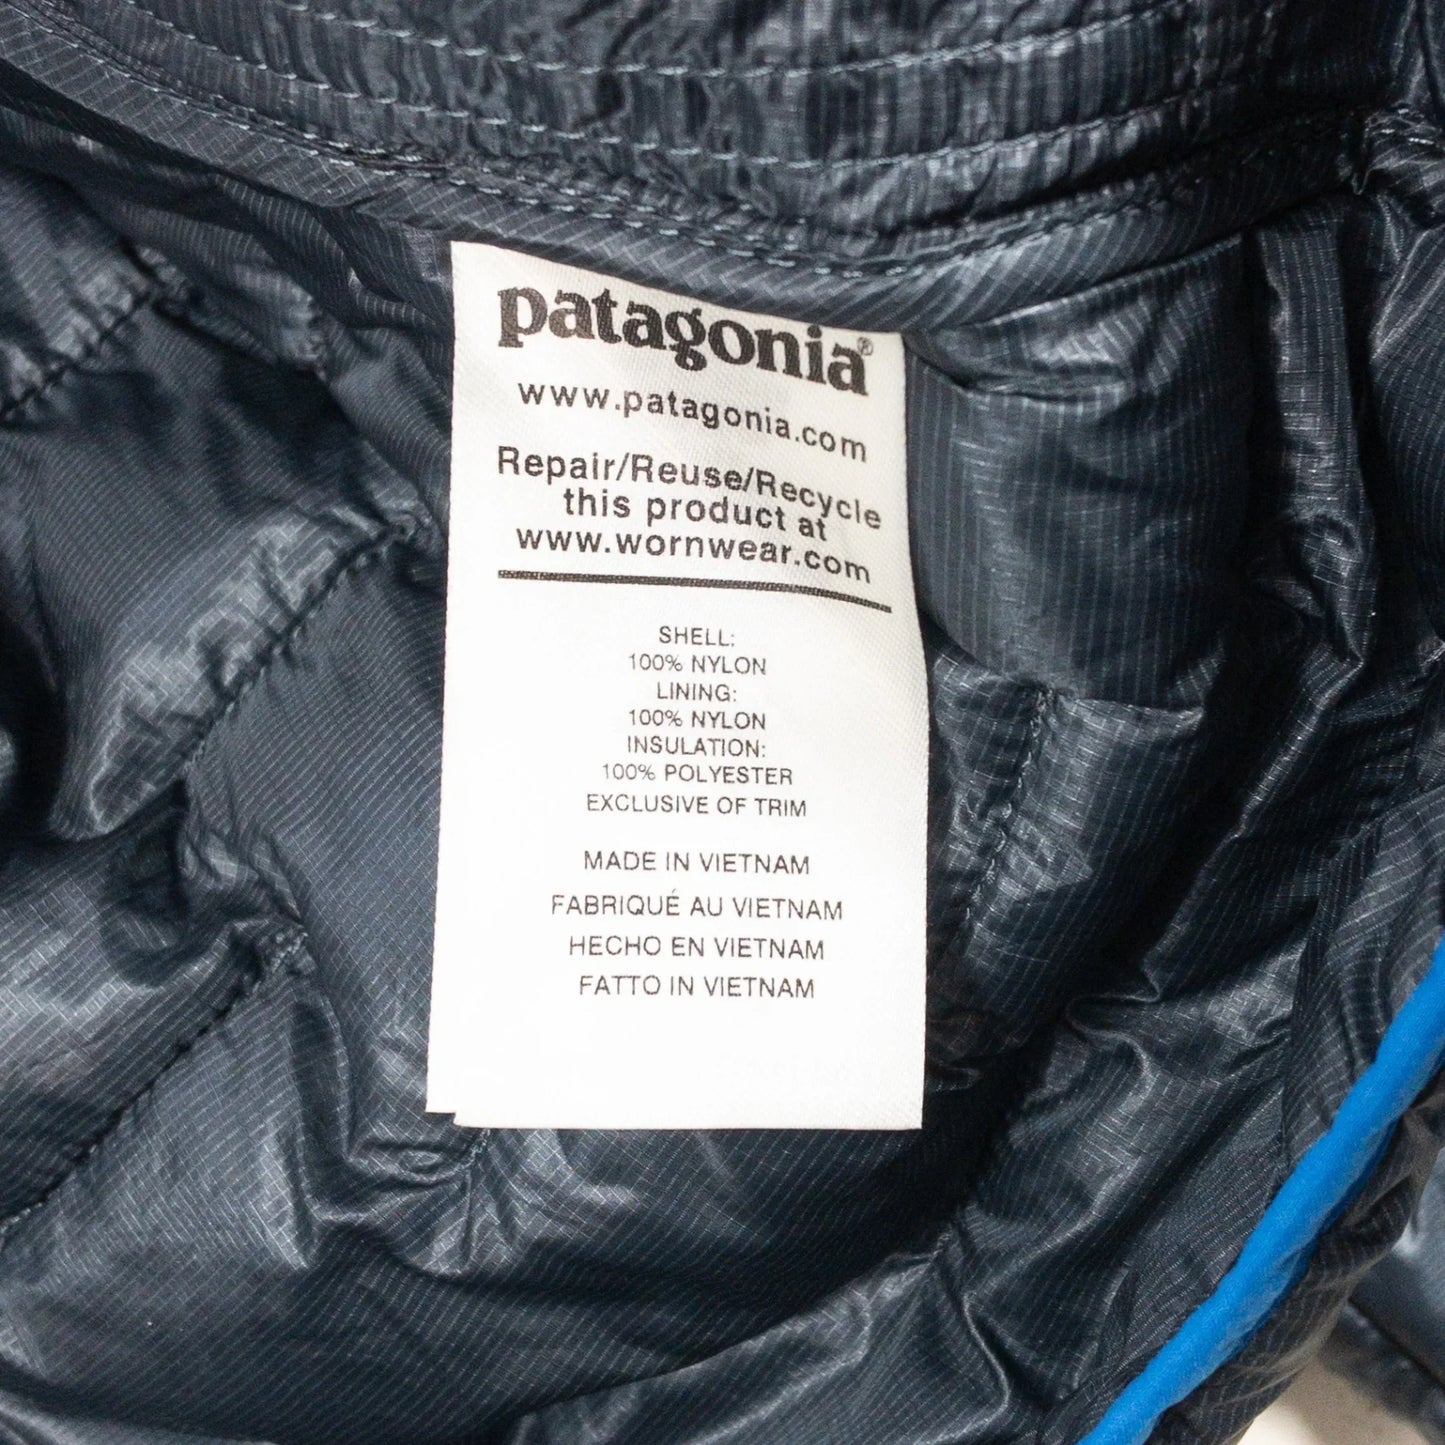 patagonia®
www.patagonia.com
Repair/Reuse/Recycle
this product at
www.wornwear.com
SHELL:
100% NYLON
LINING:
100% NYLON
INSULATION:
100% POLYESTER
EXCLUSIVE OF TRIM
MADE IN VIETNAM
FABRIQUÉ AU VIETNAM
HECHO EN VIETNAM
FATTO IN VIETNAM